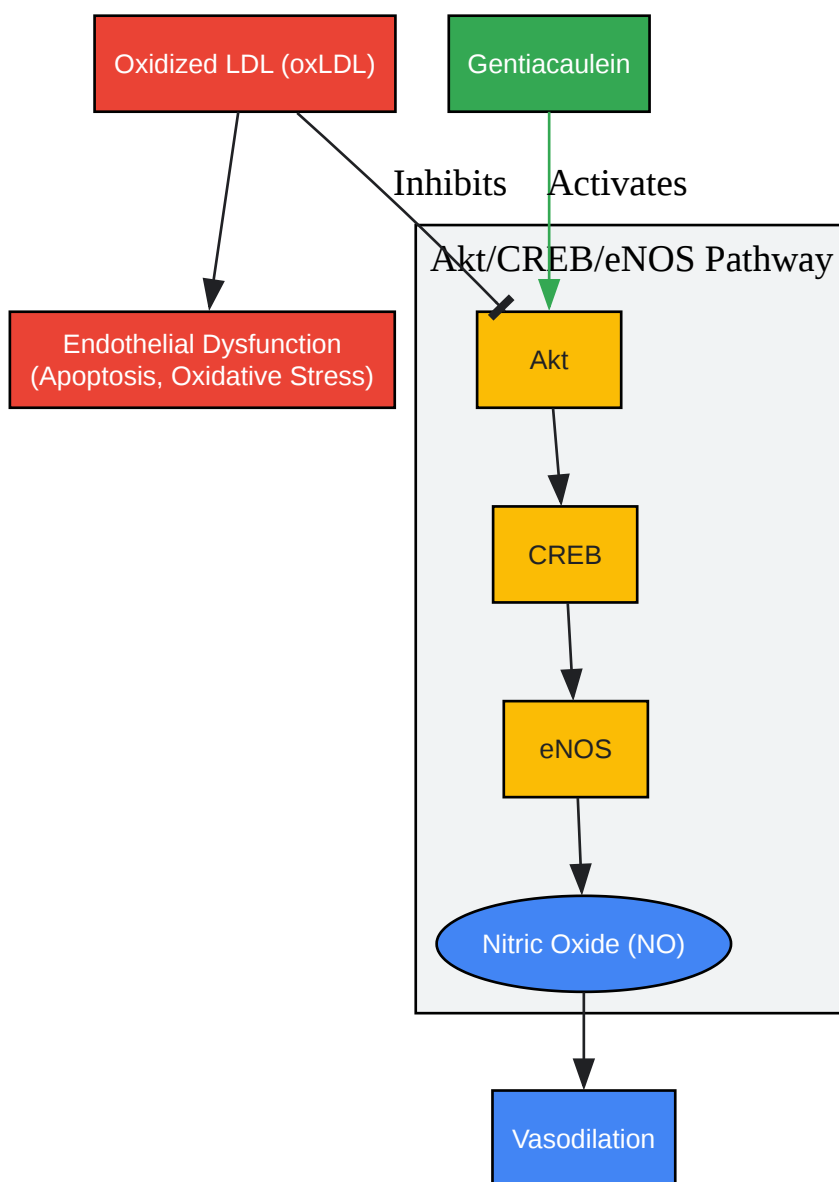 Oxidized LDL (oxLDL)
Gentiacaulein
Inhibits
Activates
Akt/CREB/eNOS Pathway
Endothelial Dysfunction
(Apoptosis, Oxidative Stress)
Akt
CREB
eNOS
Nitric Oxide (NO)
Vasodilation